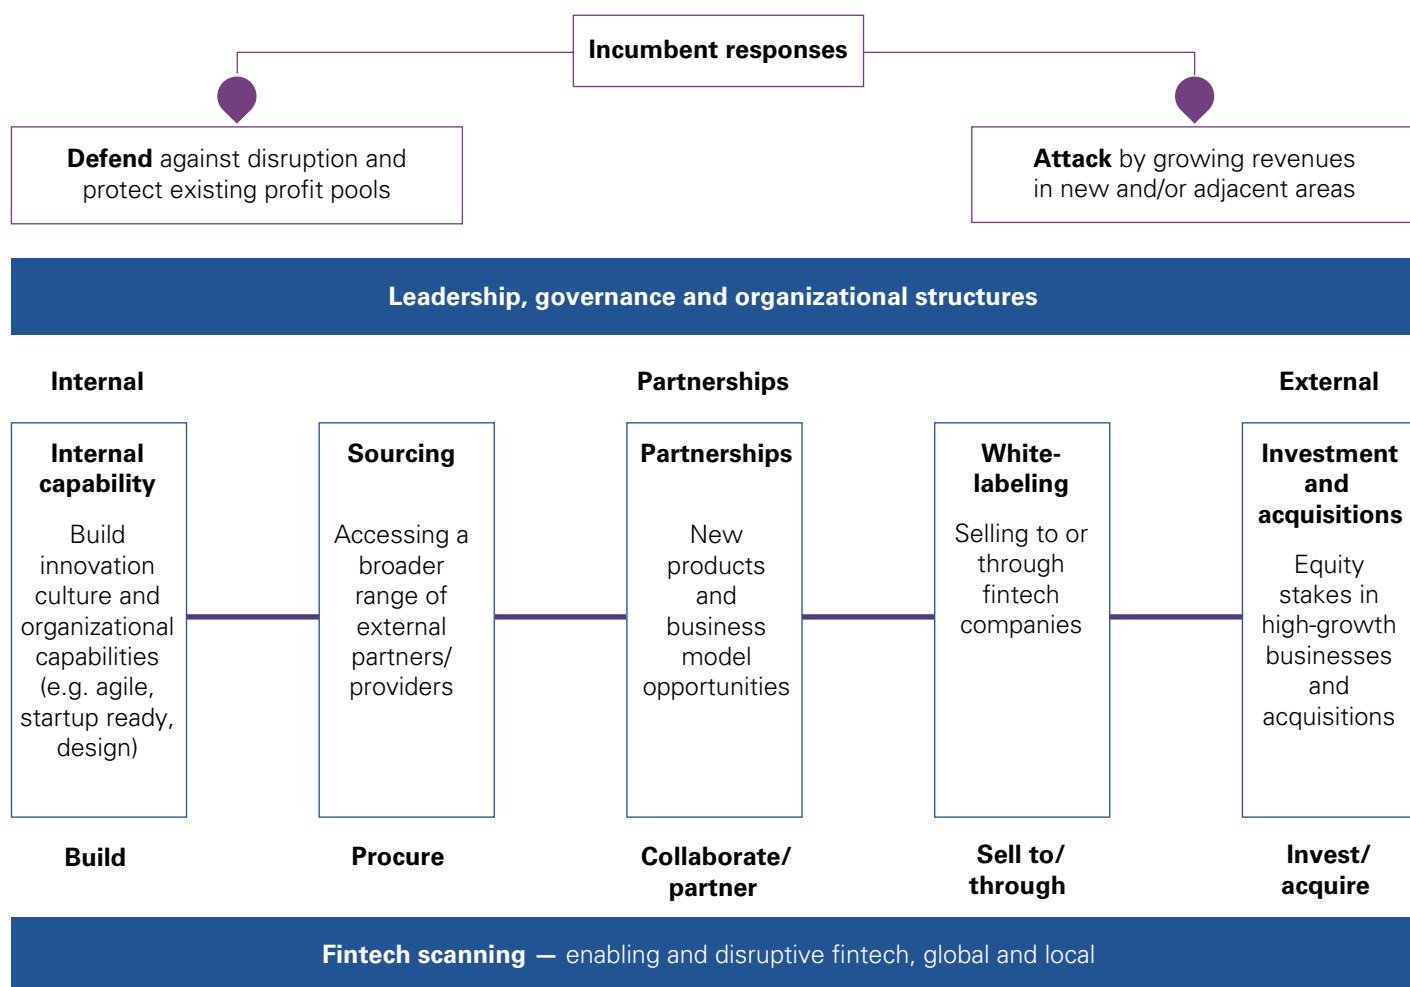 Incumbent responses
Defend against disruption and
protect existing profit pools
Attack by growing revenues
in new and/or adjacent areas
Leadership, governance and organizational structures
Internal
Partnerships
External
Internal
capability
Build
innovation
culture and
organizational
capabilities
(e.g. agile,
startup ready,
design)
Build
Sourcing
Accessing a
broader
range of
external
partners/
providers
Procure
Partnerships
New
products
and
business
model
opportunities
Collaborate/
partner
White-
labeling
Selling to or
through
fintech
companies
Sell to/
through
Investment
and
acquisitions
Equity
stakes in
high-growth
businesses
and
acquisitions
Invest/
acquire
Fintech scanning — enabling and disruptive fintech, global and local